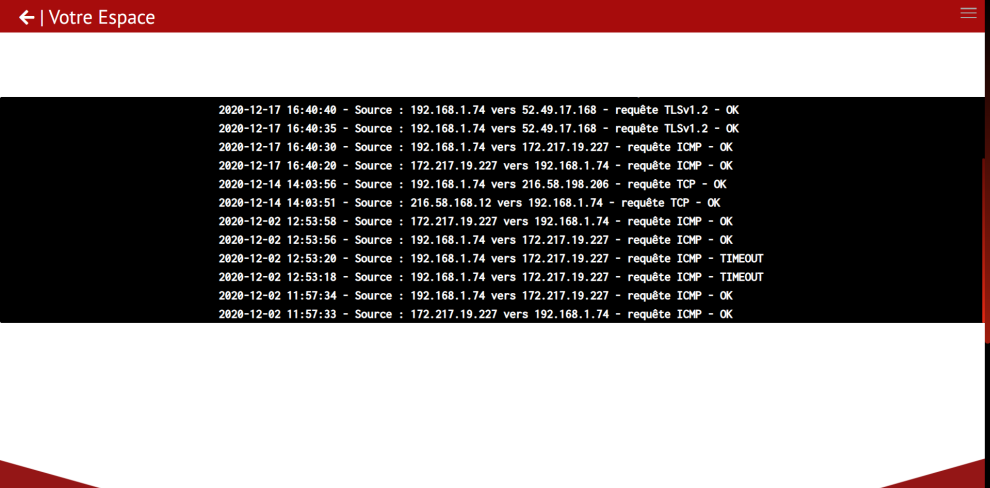 ← | Votre Espace
2020-12-17 16:40:40 - Source : 192.168.1.74 vers 52.49.17.168 - requête TLSv1.2 - OK
2020-12-17 16:40:35 - Source : 192.168.1.74 vers 52.49.17.168 - requête TLSv1.2 - OK
2020-12-17 16:40:30 - Source : 192.168.1.74 vers 172.217.19.227 - requête ICMP - OK
2020-12-17 16:40:20 - Source : 172.217.19.227 vers 192.168.1.74 - requête ICMP - OK
2020-12-14 14:03:56 - Source : 192.168.1.74 vers 216.58.198.206 - requête TCP - OK
2020-12-14 14:03:51 - Source : 216.58.168.12 vers 192.168.1.74 - requête TCP - OK
2020-12-02 12:53:58 - Source : 172.217.19.227 vers 192.168.1.74 - requête ICMP - OK
2020-12-02 12:53:56 - Source : 192.168.1.74 vers 172.217.19.227 - requête ICMP - OK
2020-12-02 12:53:20 - Source : 192.168.1.74 vers 172.217.19.227 - requête ICMP - TIMEOUT
2020-12-02 12:53:18 - Source : 192.168.1.74 vers 172.217.19.227 - requête ICMP - TIMEOUT
2020-12-02 11:57:34 - Source : 192.168.1.74 vers 172.217.19.227 - requête ICMP - OK
2020-12-02 11:57:33 - Source : 172.217.19.227 vers 192.168.1.74 - requête ICMP - OK